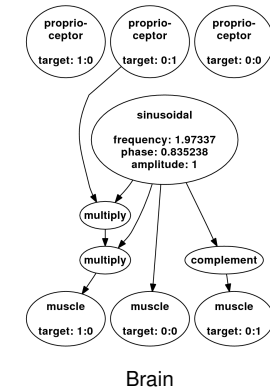 proprio-
ceptor
target: 1:0
proprio-
ceptor
target: 0:1
proprio-
ceptor
target: 0:0
sinusoidal
frequency: 1.97337
phase: 0.835238
amplitude: 1
multiply
multiply
complement
muscle
target: 1:0
muscle
target: 0:0
muscle
target: 0:1
Brain